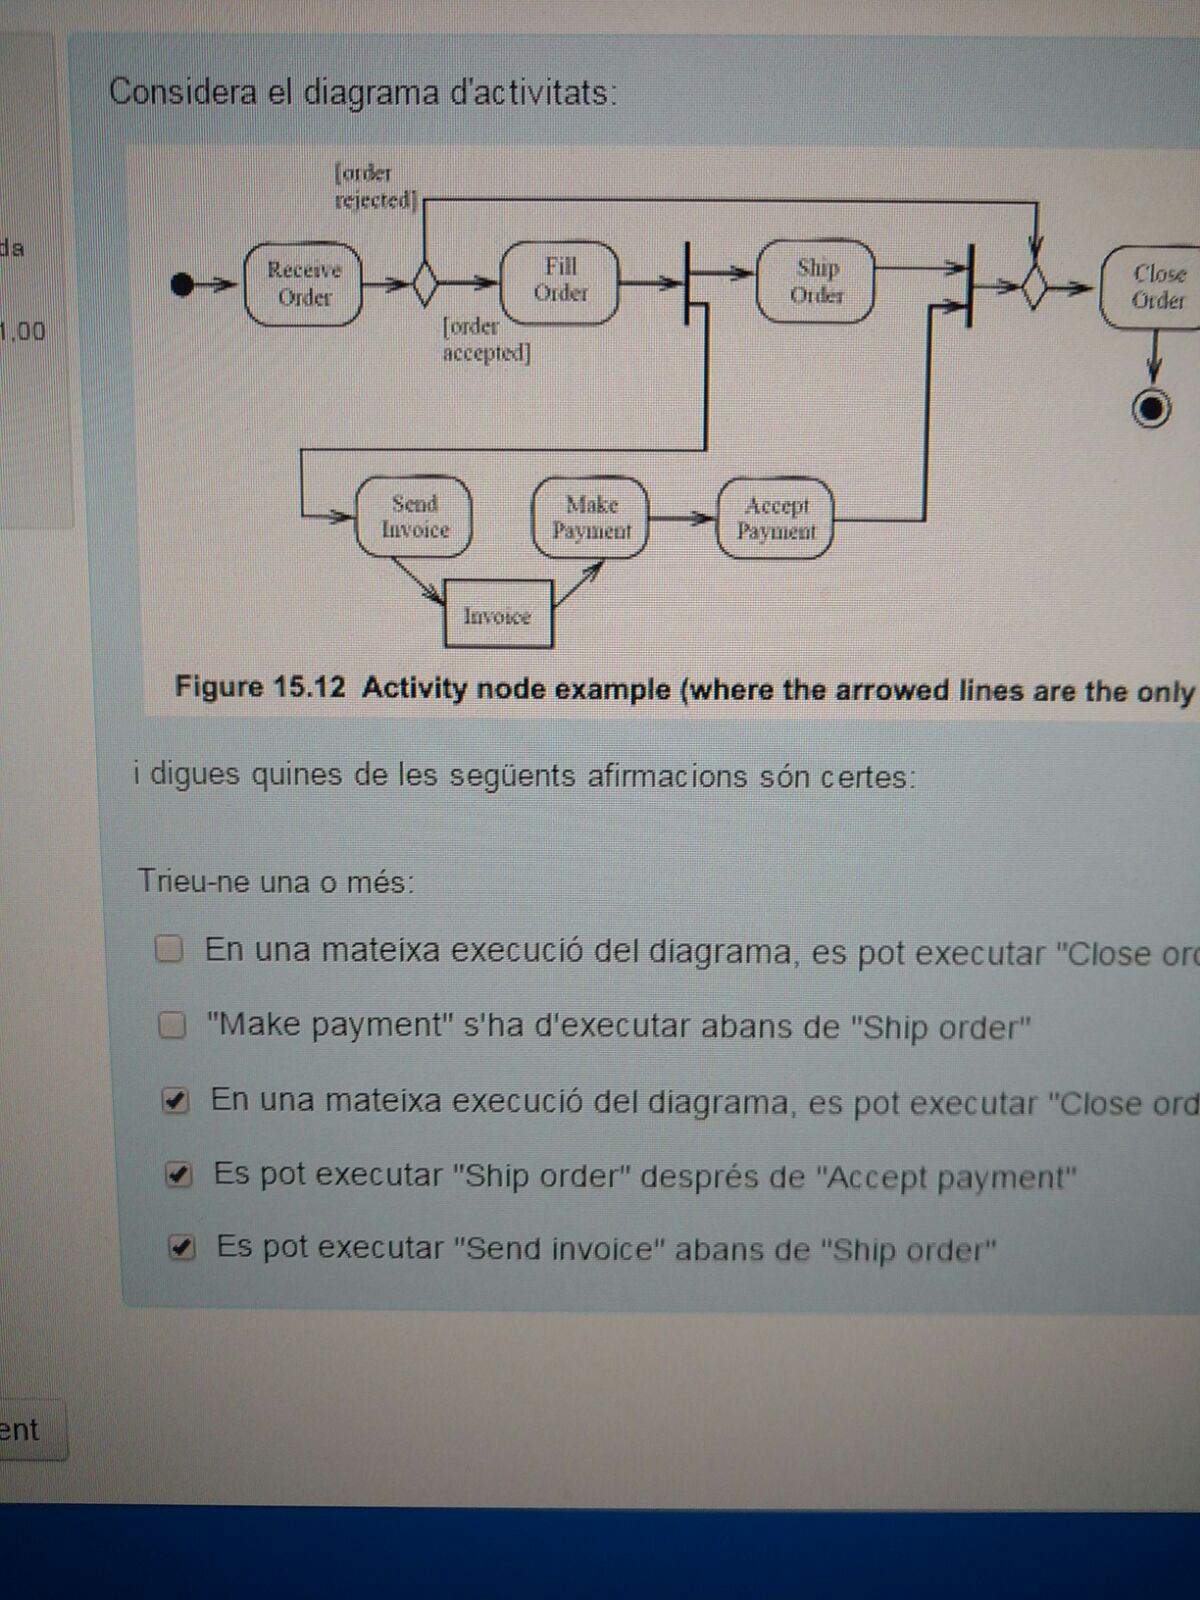 Considera el diagrama d'activitats:
[order
rejected]
Receive
Order
Fill
Order
Ship
Order
Close
Order
[order
accepted]
Send
Invoice
Make
Payment
Accept
Payment
Invoice
Figure 15.12 Activity node example (where the arrowed lines are the only
da
1,00
i digues quines de les següents afirmacions són certes:
Trieu-ne una o més:
En una mateixa execució del diagrama, es pot executar "Close ord
"Make payment" s'ha d'executar abans de "Ship order"
En una mateixa execució del diagrama, es pot executar "Close ord
Es pot executar "Ship order" després de "Accept payment"
Es pot executar "Send invoice" abans de "Ship order"
ent